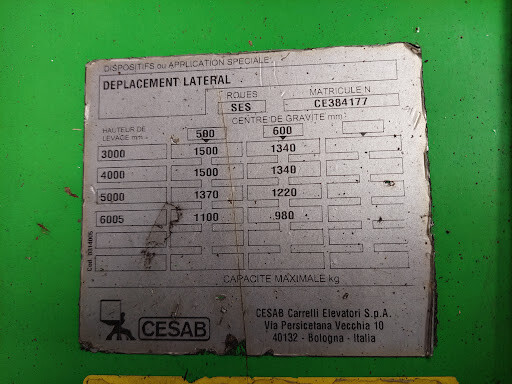 DISPOSITIFS ou APPLICATION SPECIALE
DEPLACEMENT LATERAL
ROUES MATRICULE N
SES CE384177
CENTRE DE GRAVITE mm
HAUTEUR DE LEVAGE mm 500 600
3000 1500 1340
4000 1500 1340
5000 1370 1220
6005 1100 980
CAPACITE MAXIMALE kg
CESAB
CESAB Carrelli Elevatori S.p.A.
Via Persicetana Vecchia 10
40132 - Bologna - Italia